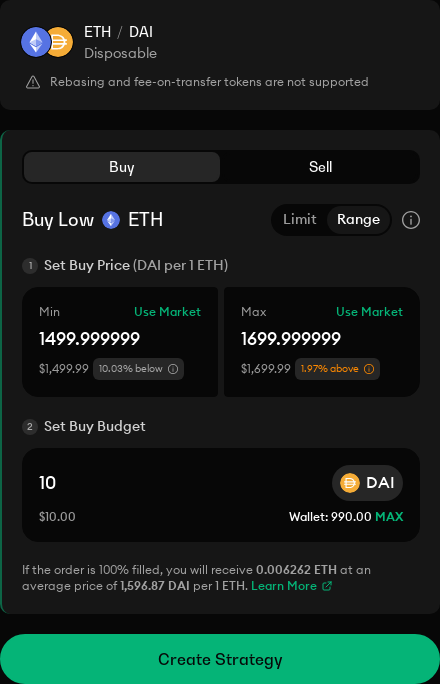 ETH / DAI
Disposable
Rebasing and fee-on-transfer tokens are not supported
Buy Sell
Buy Low ETH Limit Range
1 Set Buy Price (DAI per 1 ETH)
Min Use Market Max Use Market
1499.999999 1699.999999
$1,499.99 10.03% below $1,699.99 1.97% above
2 Set Buy Budget
10 DAI
$10.00 Wallet: 990.00 MAX
If the order is 100% filled, you will receive 0.006262 ETH at an
average price of 1,596.87 DAI per 1 ETH. Learn More
Create Strategy